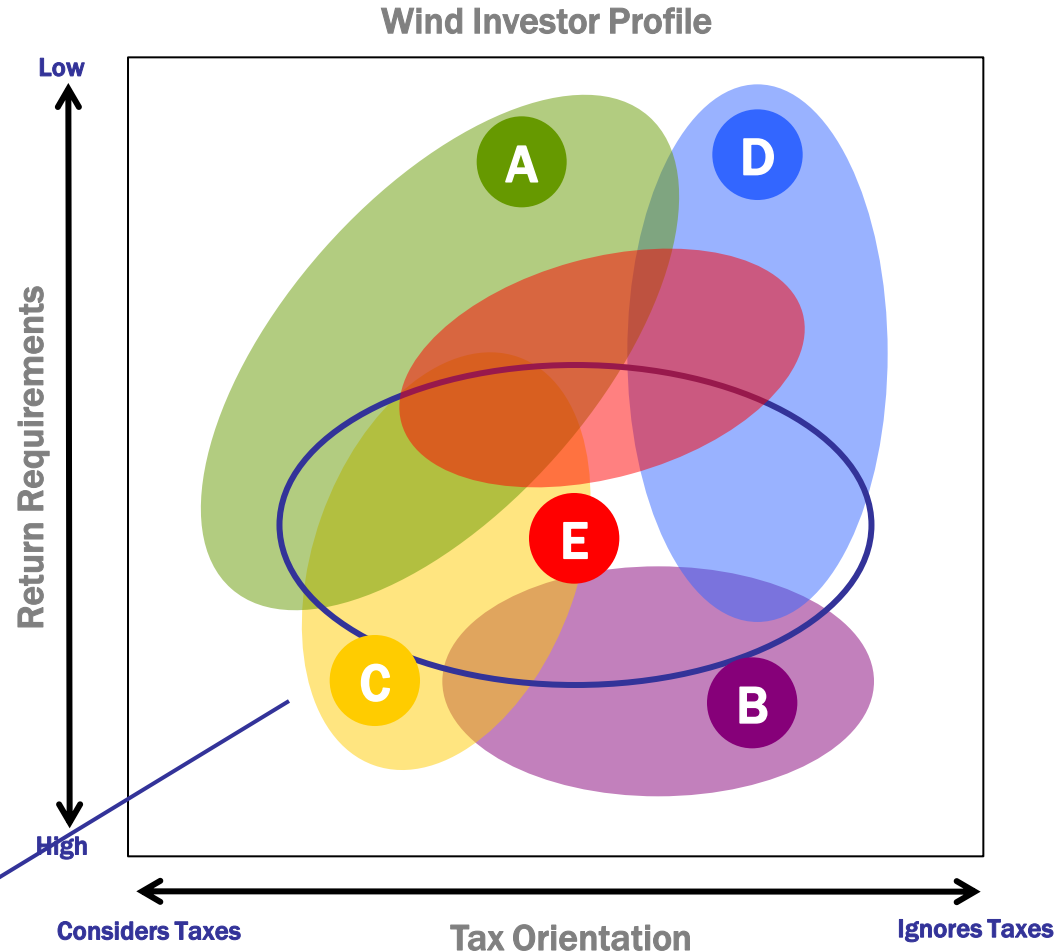 Wind Investor Profile
Low
A
D
Return Requirements
E
C
B
High
Considers Taxes
Tax Orientation
Ignores Taxes